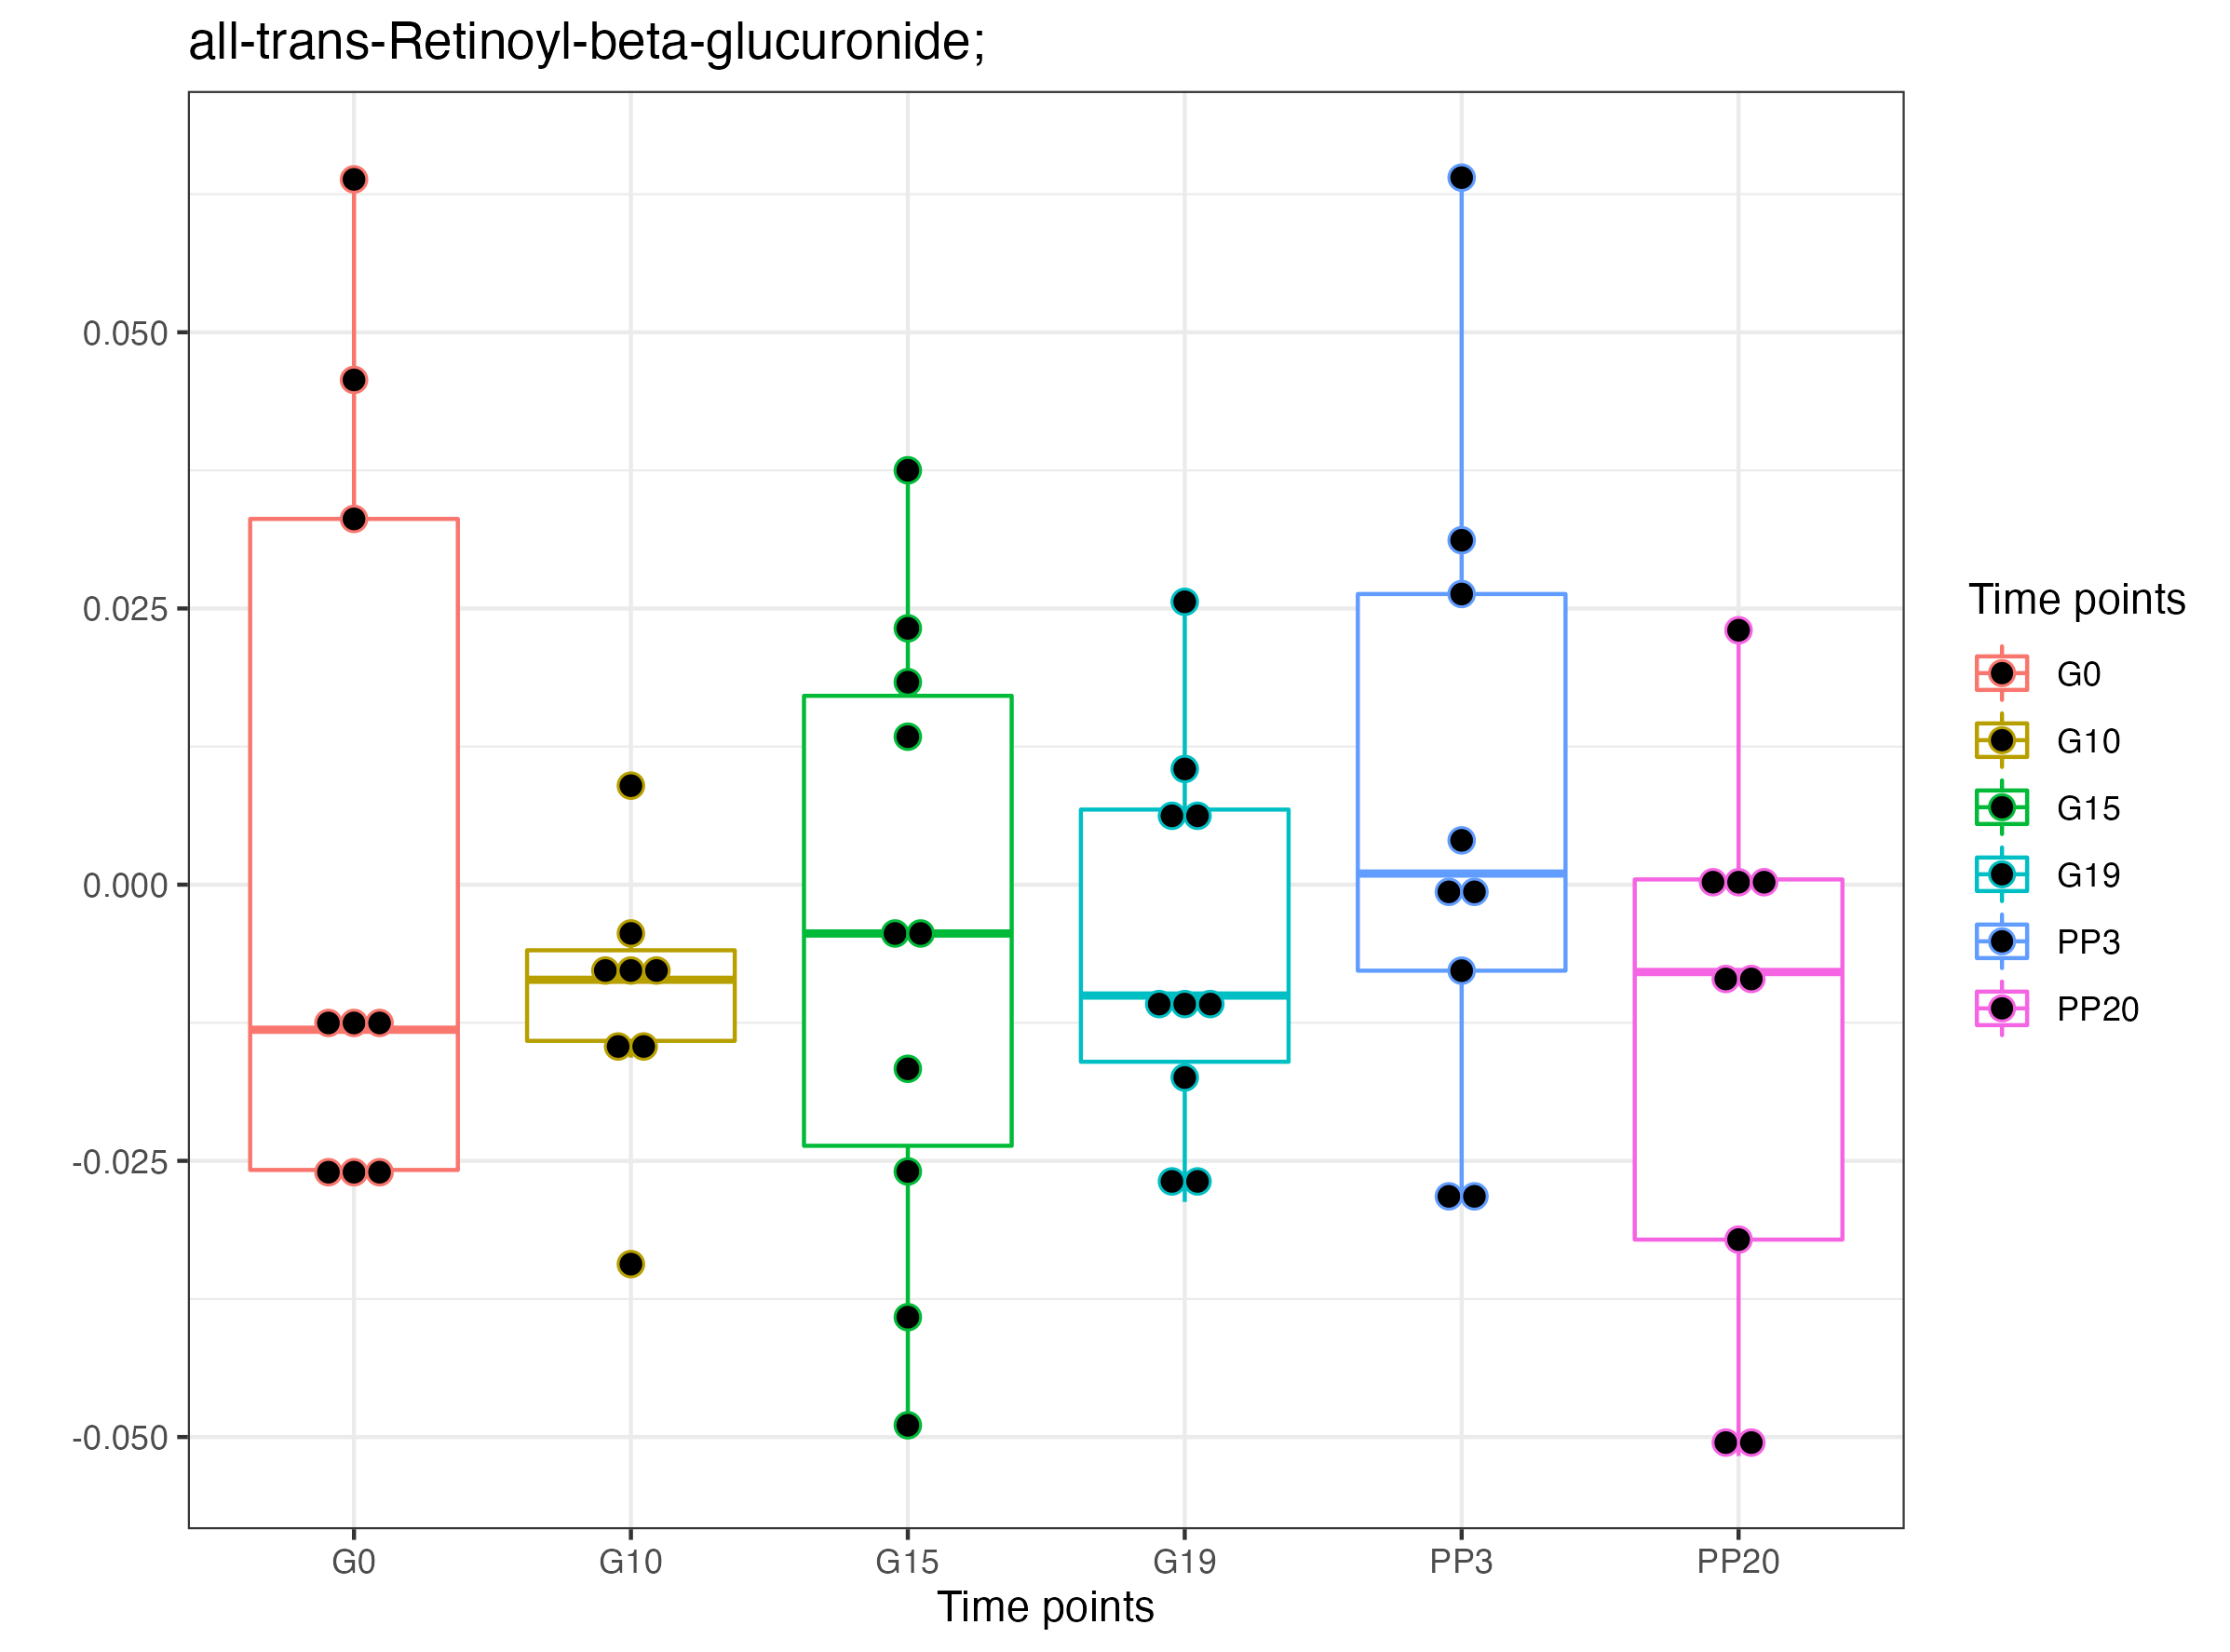 all-trans-Retinoyl-beta-glucuronide;
0.050
0.025
0.000
-0.025
-0.050
G0 G10 G15 G19 PP3 PP20
Time points
Time points
G0
G10
G15
G19
PP3
PP20